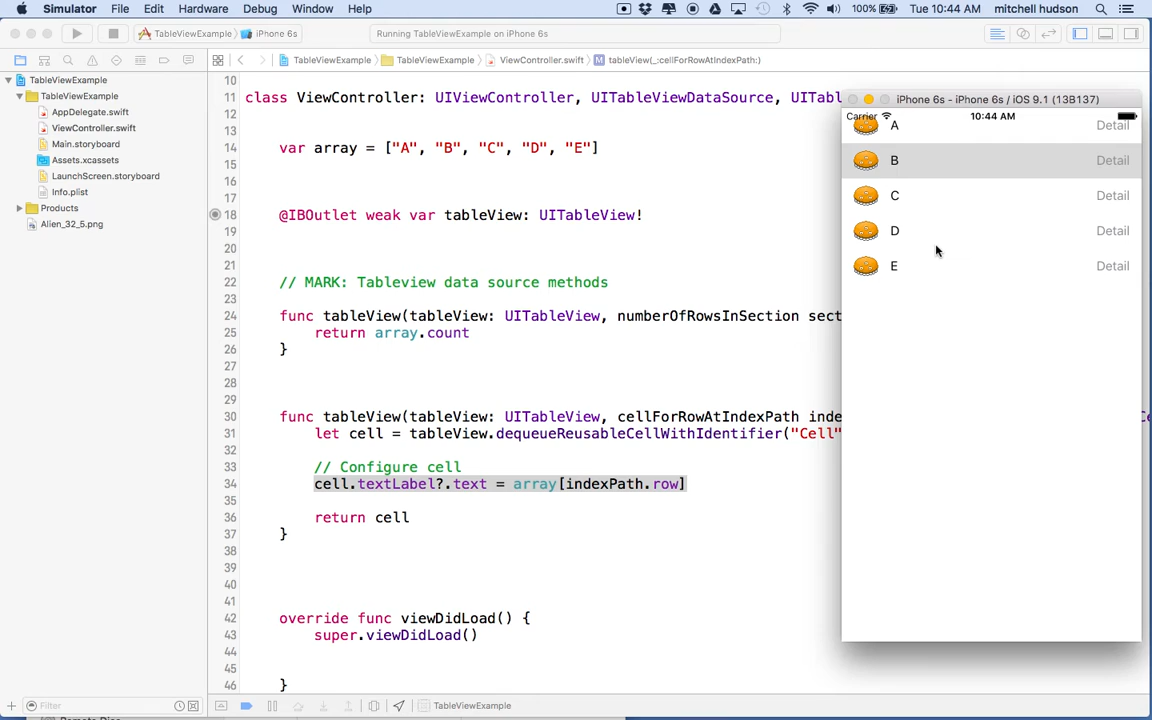 Simulator File Edit Hardware Debug Window Help 100% Tue 10:44 AM mitchell hudson
TableViewExample iPhone 6s Running TableViewExample on iPhone 6s
TableViewExample TableViewExample ViewController.swift tableView(_:cellForRowAtIndexPath:)
TableViewExample
TableViewExample
AppDelegate.swift
ViewController.swift
Main.storyboard
Assets.xcassets
LaunchScreen.storyboard
Info.plist
Products
Alien_32_5.png
Filter
10
11 class ViewController: UIViewController, UITableViewDataSource, UITabl
12
13
14 var array = ["A", "B", "C", "D", "E"]
15
16
17
18 @IBOutlet weak var tableView: UITableView!
19
20
21
22 // MARK: Tableview data source methods
23
24 func tableView(tableView: UITableView, numberOfRowsInSection sect
25 return array.count
26 }
27
28
29
30 func tableView(tableView: UITableView, cellForRowAtIndexPath inde
31 let cell = tableView.dequeueReusableCellWithIdentifier("Cell"
32
33 // Configure cell
34 cell.textLabel?.text = array[indexPath.row]
35
36 return cell
37 }
38
39
40
41
42 override func viewDidLoad() {
43 super.viewDidLoad()
44
45
46 }
TableViewExample
iPhone 6s - iPhone 6s / iOS 9.1 (13B137)
Carrier 10:44 AM
A Detail
B Detail
C Detail
D Detail
E Detail